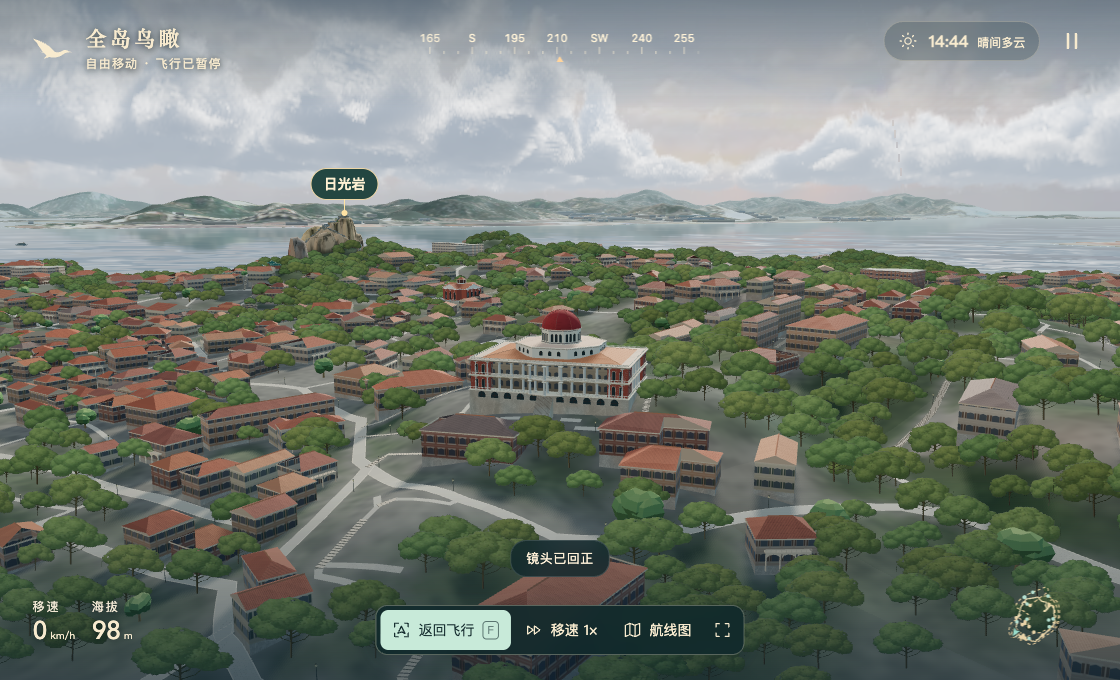 全岛鸟瞰
自由移动 · 飞行已暂停
165 S 195 210 SW 240 255
14:44 晴间多云
日光岩
镜头已回正
移速 海拔
0 km/h 98 m
A 返回飞行 F 移速 1× 航线图